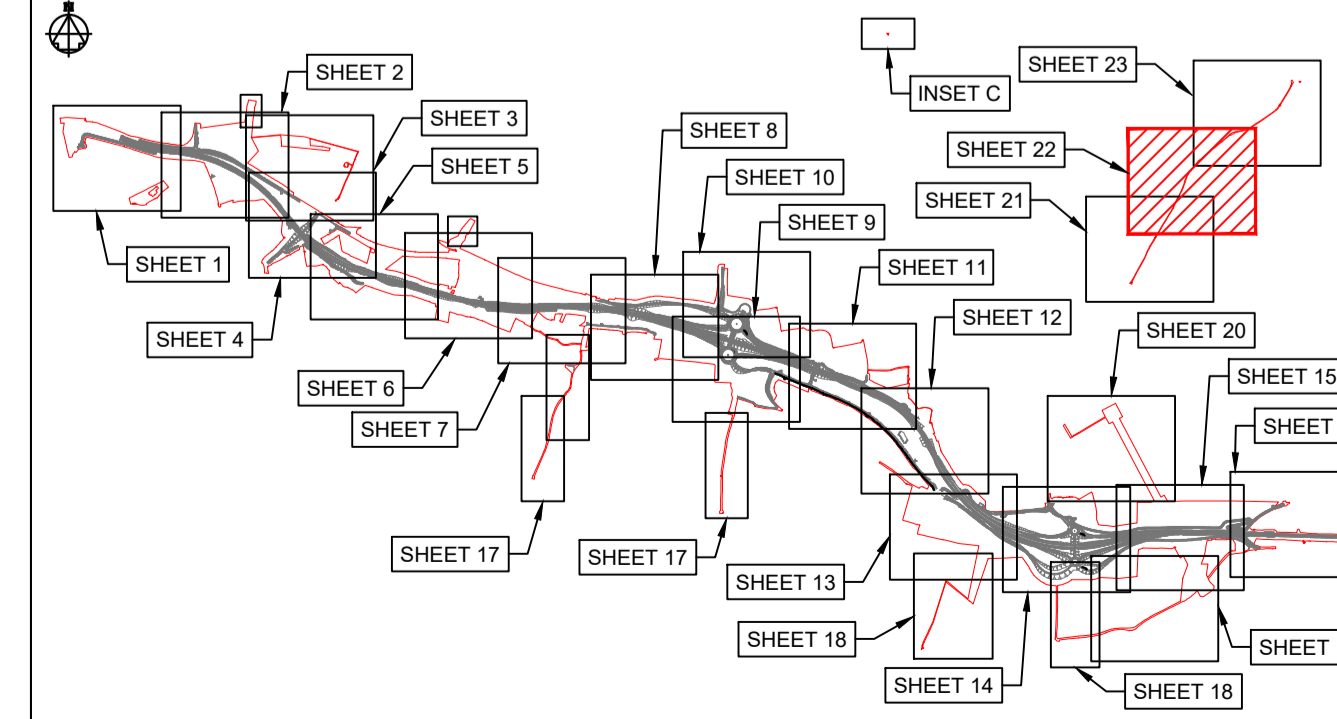 N
SHEET 2
SHEET 23
INSET C
SHEET 3
SHEET 8
SHEET 22
SHEET 5
SHEET 10
SHEET 21
SHEET 9
SHEET 1
SHEET 11
SHEET 12
SHEET 20
SHEET 4
SHEET 15
SHEET 6
SHEET
SHEET 7
SHEET 17
SHEET 17
SHEET 13
SHEET 18
SHEET
SHEET 14
SHEET 18